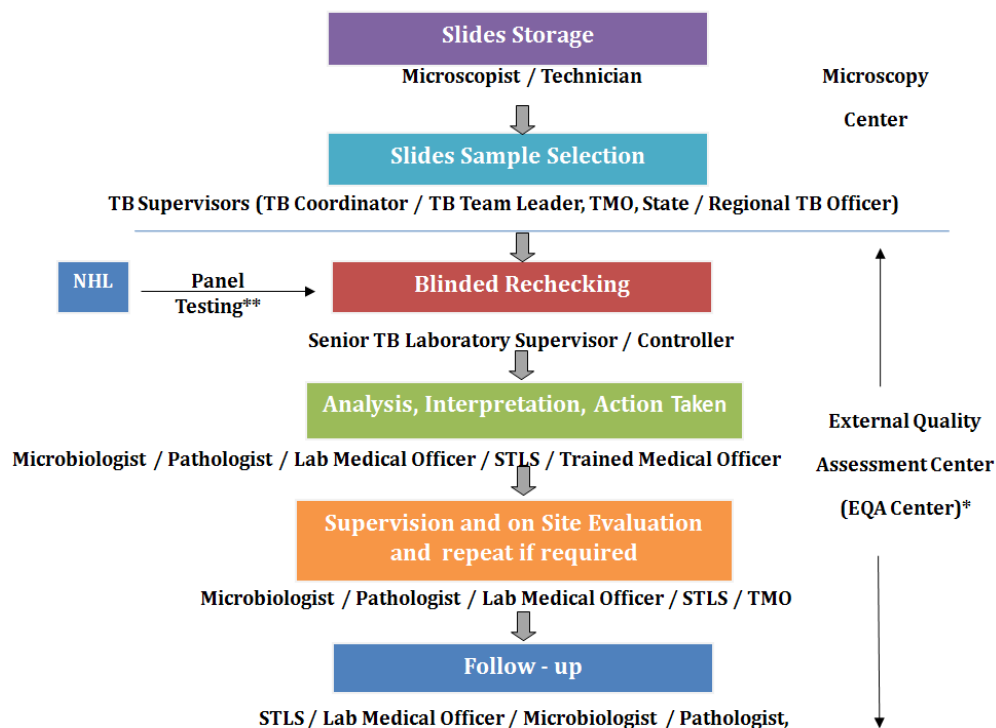 Slides Storage
Microscopist / Technician
Microscopy
Center
Slides Sample Selection
TB Supervisors (TB Coordinator / TB Team Leader, TMO, State / Regional TB Officer)
NHL
Panel
Testing**
Blinded Rechecking
Senior TB Laboratory Supervisor / Controller
Analysis, Interpretation, Action Taken
Microbiologist / Pathologist / Lab Medical Officer / STLS / Trained Medical Officer
External Quality
Assessment Center
(EQA Center)*
Supervision and on Site Evaluation
and repeat if required
Microbiologist / Pathologist / Lab Medical Officer / STLS / TMO
Follow - up
STLS / Lab Medical Officer / Microbiologist / Pathologist,